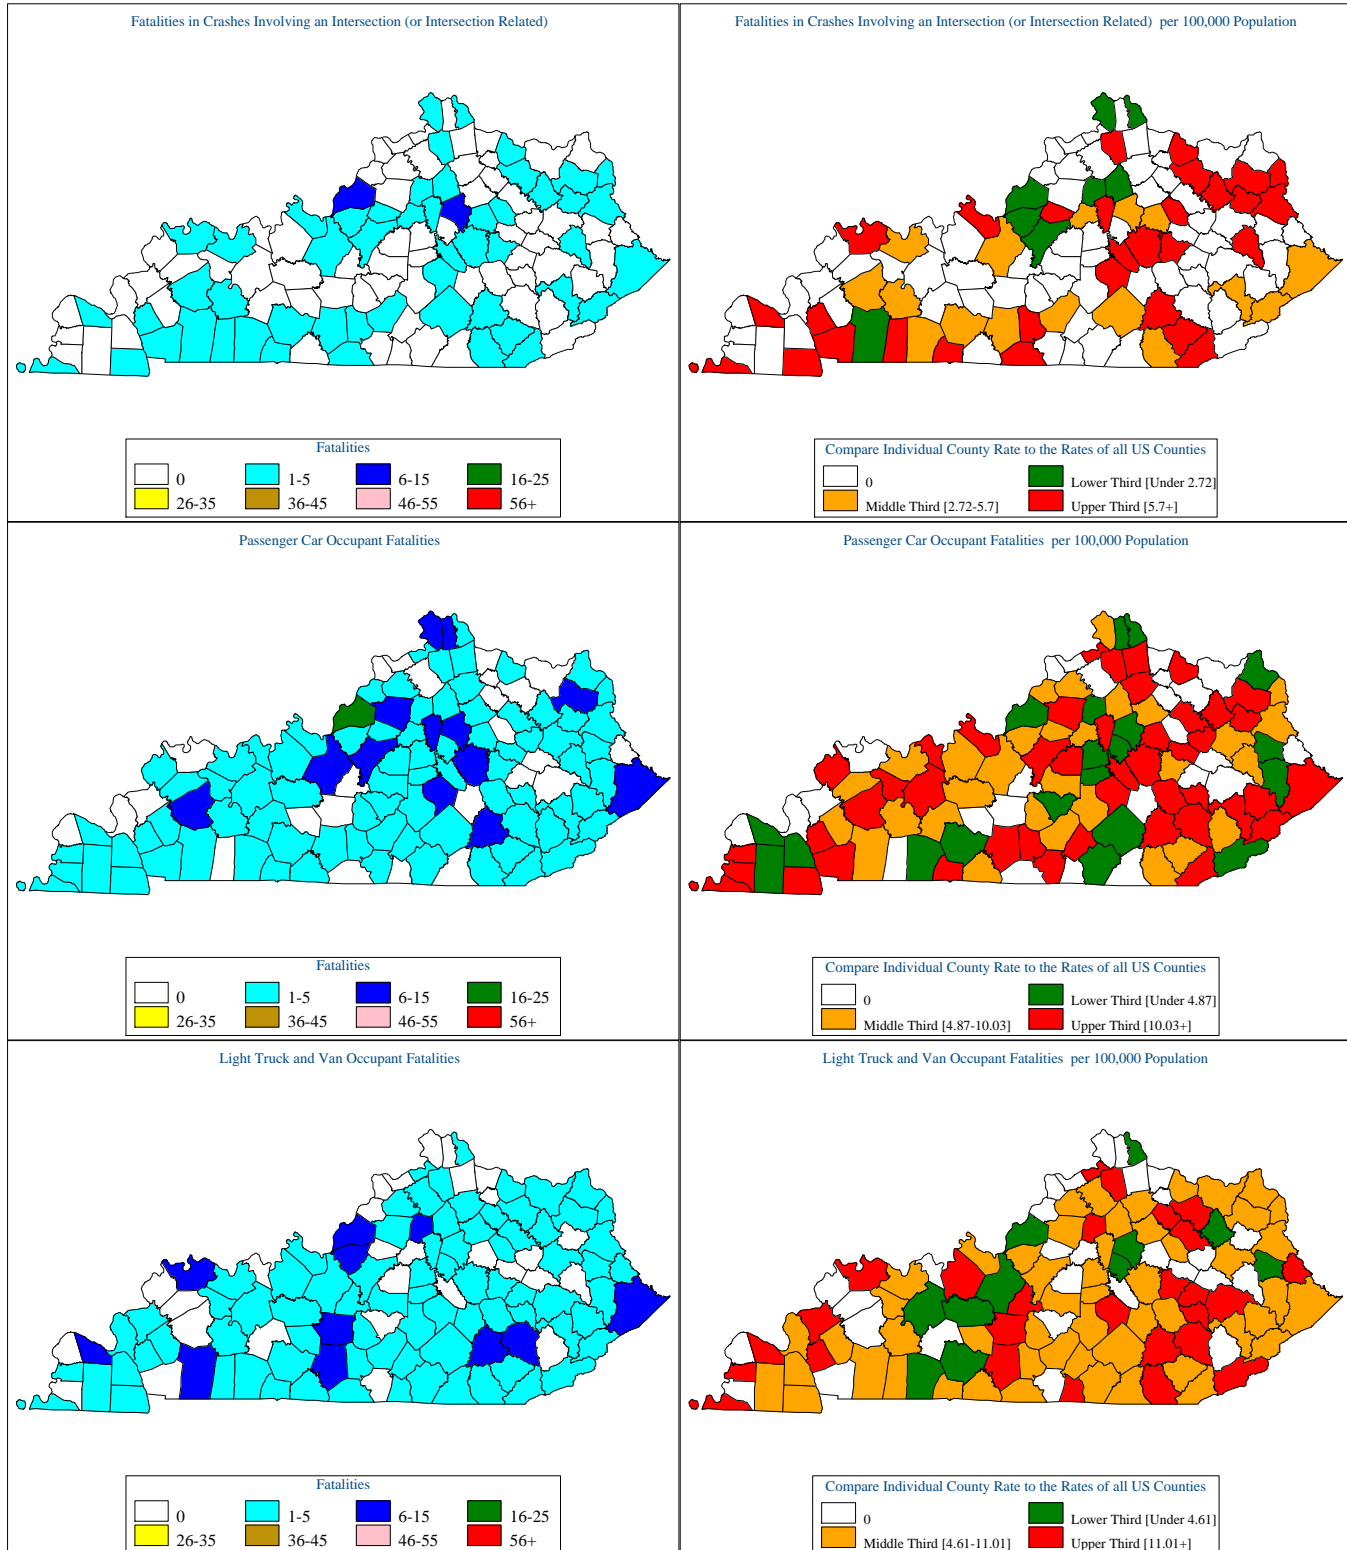 Fatalities in Crashes Involving an Intersection (or Intersection Related)
Fatalities
0
1-5
6-15
16-25
26-35
36-45
46-55
56+
Fatalities in Crashes Involving an Intersection (or Intersection Related) per 100,000 Population
Compare Individual County Rate to the Rates of all US Counties
0
Lower Third [Under 2.72]
Middle Third [2.72-5.7]
Upper Third [5.7+]
Passenger Car Occupant Fatalities
Fatalities
0
1-5
6-15
16-25
26-35
36-45
46-55
56+
Passenger Car Occupant Fatalities per 100,000 Population
Compare Individual County Rate to the Rates of all US Counties
0
Lower Third [Under 4.87]
Middle Third [4.87-10.03]
Upper Third [10.03+]
Light Truck and Van Occupant Fatalities
Fatalities
0
1-5
6-15
16-25
26-35
36-45
46-55
56+
Light Truck and Van Occupant Fatalities per 100,000 Population
Compare Individual County Rate to the Rates of all US Counties
0
Lower Third [Under 4.61]
Middle Third [4.61-11.01]
Upper Third [11.01+]